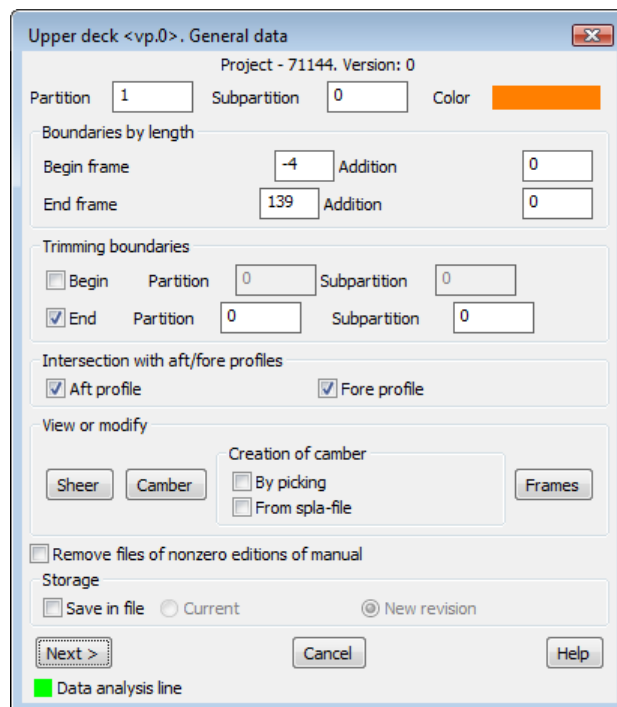 Upper deck <vp.0>. General data
Project - 71144. Version: 0
Partition 1 Subpartition 0 Color
Boundaries by length
Begin frame -4 Addition 0
End frame 139 Addition 0
Trimming boundaries
Begin Partition 0 Subpartition 0
End Partition 0 Subpartition 0
Intersection with aft/fore profiles
Aft profile Fore profile
View or modify
Creation of camber
Sheer Camber By picking Frames
From spla-file
Remove files of nonzero editions of manual
Storage
Save in file Current New revision
Next > Cancel Help
Data analysis line